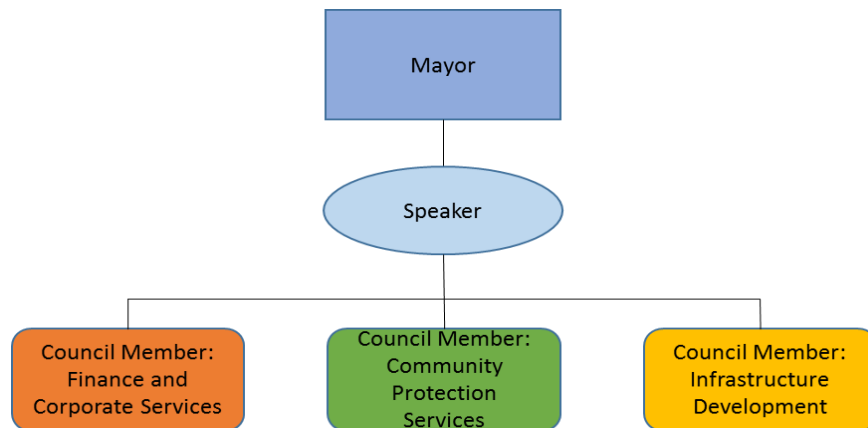 Mayor
Speaker
Council Member:
Finance and
Corporate Services
Council Member:
Community
Protection
Services
Council Member:
Infrastructure
Development